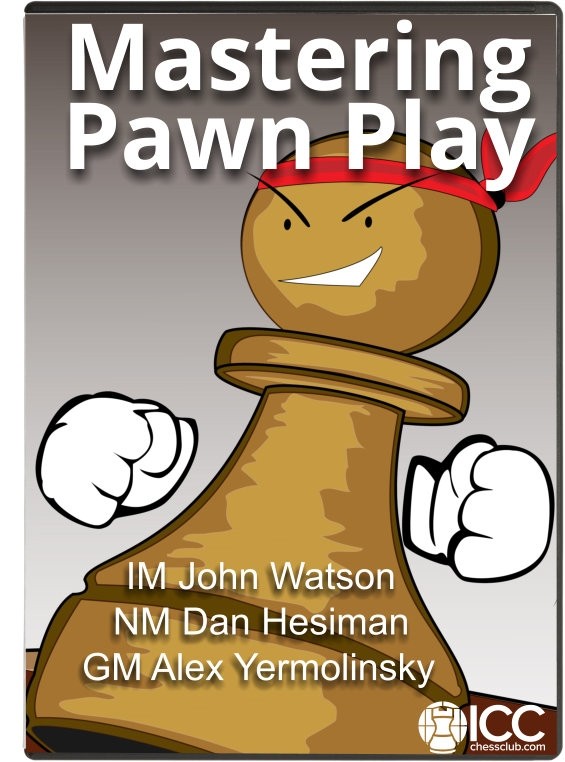 Mastering
Pawn Play
IM John Watson
NM Dan Hesiman
GM Alex Yermolinsky
ICC
chessclub.com